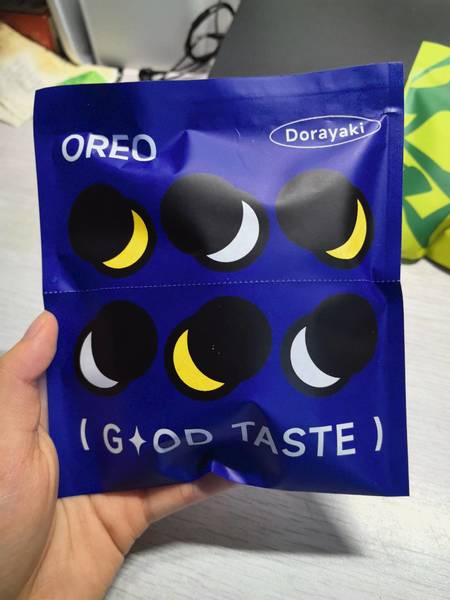 OREO
Dorayaki
( G✦OD TASTE )